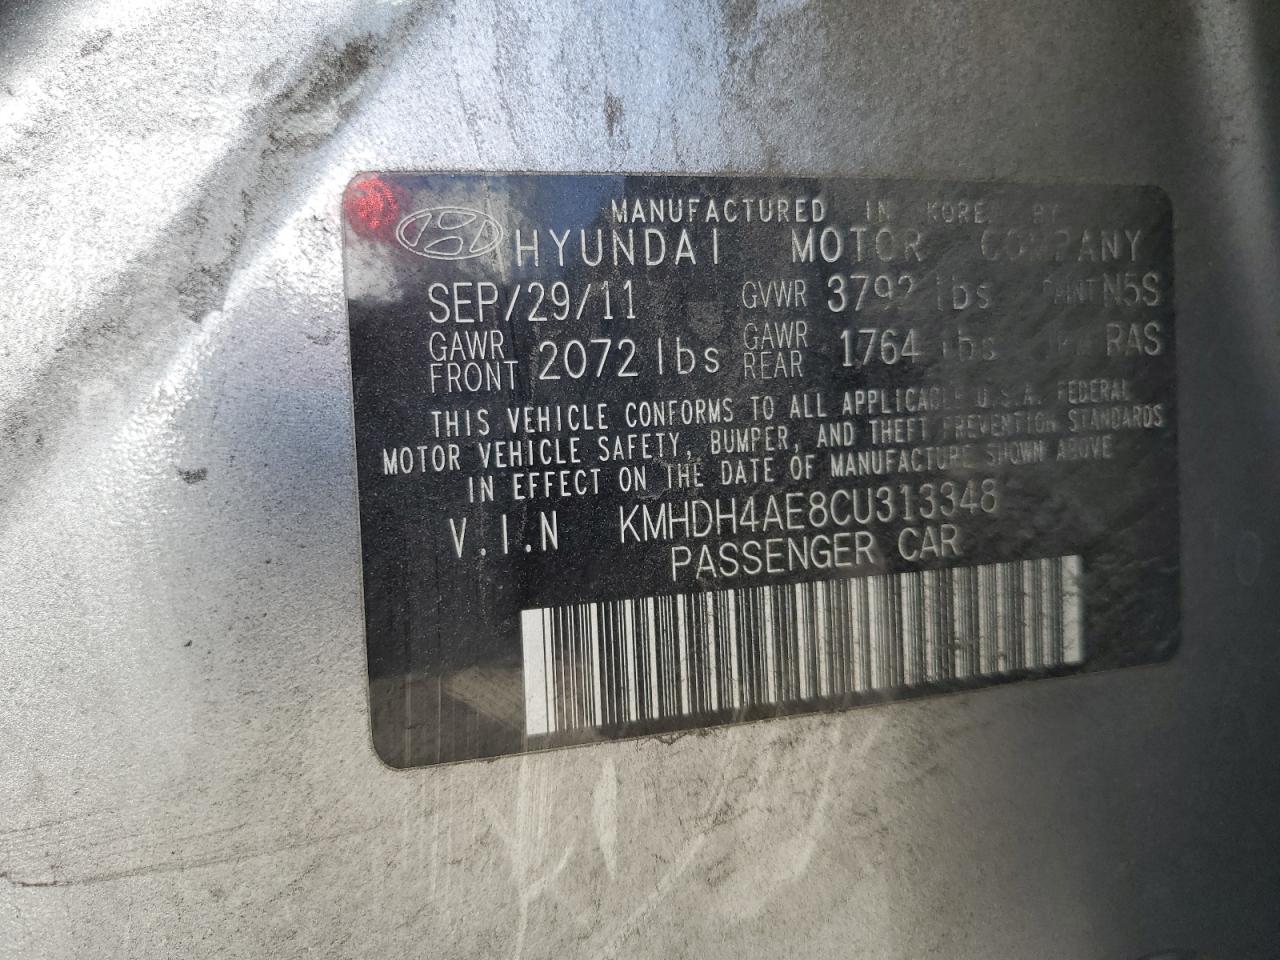 MANUFACTURED IN KOREA BY
HYUNDAI MOTOR COMPANY
SEP/29/11 GVWR 3792 lbs PAINT N5S
GAWR FRONT 2072 lbs GAWR REAR 1764 lbs RAS
THIS VEHICLE CONFORMS TO ALL APPLICABLE U.S.A. FEDERAL
MOTOR VEHICLE SAFETY, BUMPER, AND THEFT PREVENTION STANDARDS
IN EFFECT ON THE DATE OF MANUFACTURE SHOWN ABOVE
V.I.N KMHDH4AE8CU313348
PASSENGER CAR